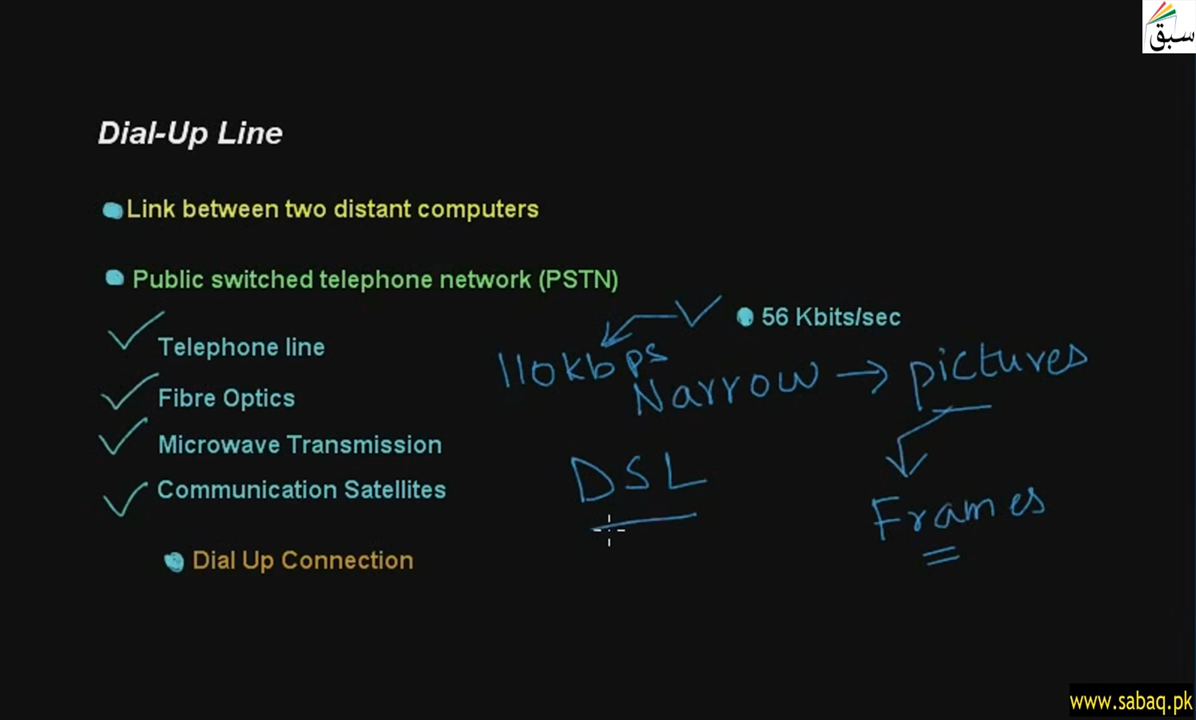 سبق
Dial-Up Line
Link between two distant computers
Public switched telephone network (PSTN)
56 Kbits/sec
Telephone line
110kbps
Narrow → pictures
Fibre Optics
Microwave Transmission
Communication Satellites
DSL
Frames
Dial Up Connection
www.sabaq.pk